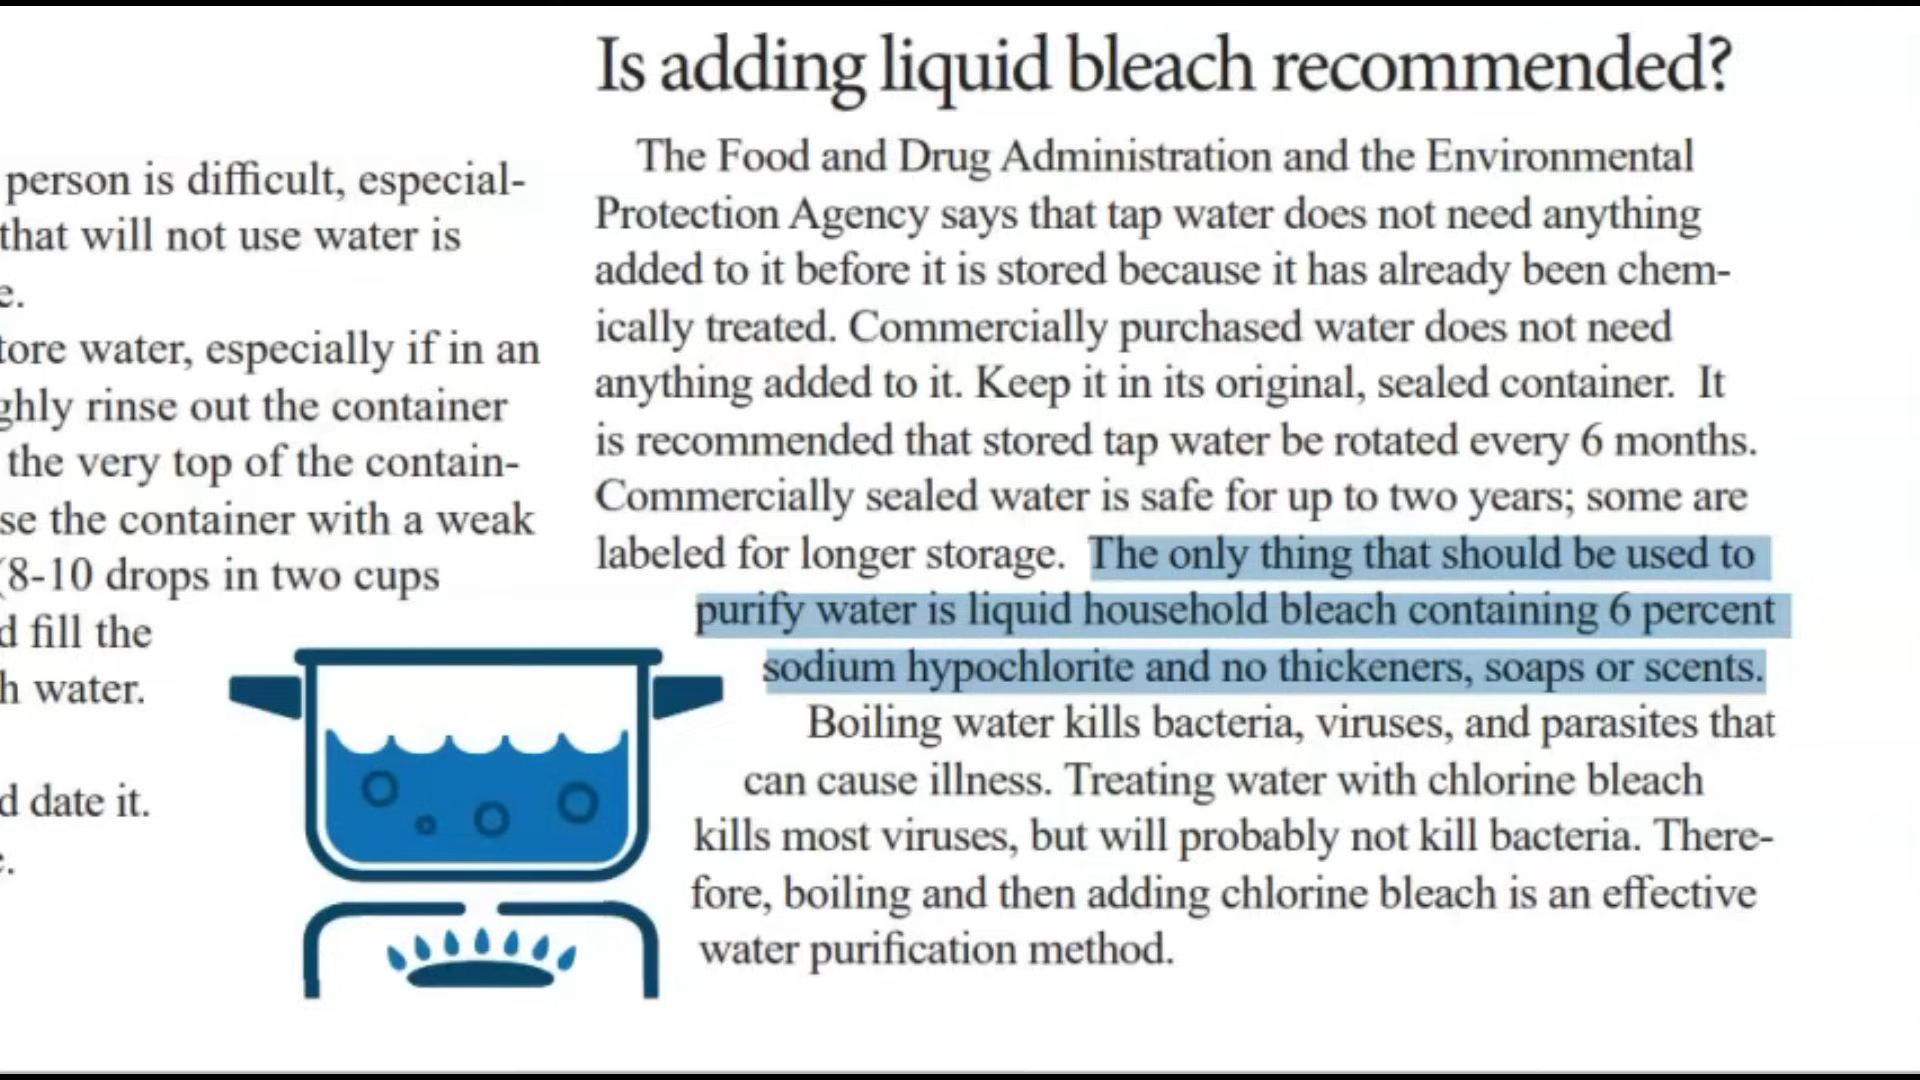 person is difficult, especial-
that will not use water is
e.
tore water, especially if in an
ghly rinse out the container
the very top of the contain-
se the container with a weak
(8-10 drops in two cups
d fill the
h water.
d date it.
e.
Is adding liquid bleach recommended?
The Food and Drug Administration and the Environmental
Protection Agency says that tap water does not need anything
added to it before it is stored because it has already been chem-
ically treated. Commercially purchased water does not need
anything added to it. Keep it in its original, sealed container. It
is recommended that stored tap water be rotated every 6 months.
Commercially sealed water is safe for up to two years; some are
labeled for longer storage. The only thing that should be used to
purify water is liquid household bleach containing 6 percent
sodium hypochlorite and no thickeners, soaps or scents.
Boiling water kills bacteria, viruses, and parasites that
can cause illness. Treating water with chlorine bleach
kills most viruses, but will probably not kill bacteria. There-
fore, boiling and then adding chlorine bleach is an effective
water purification method.